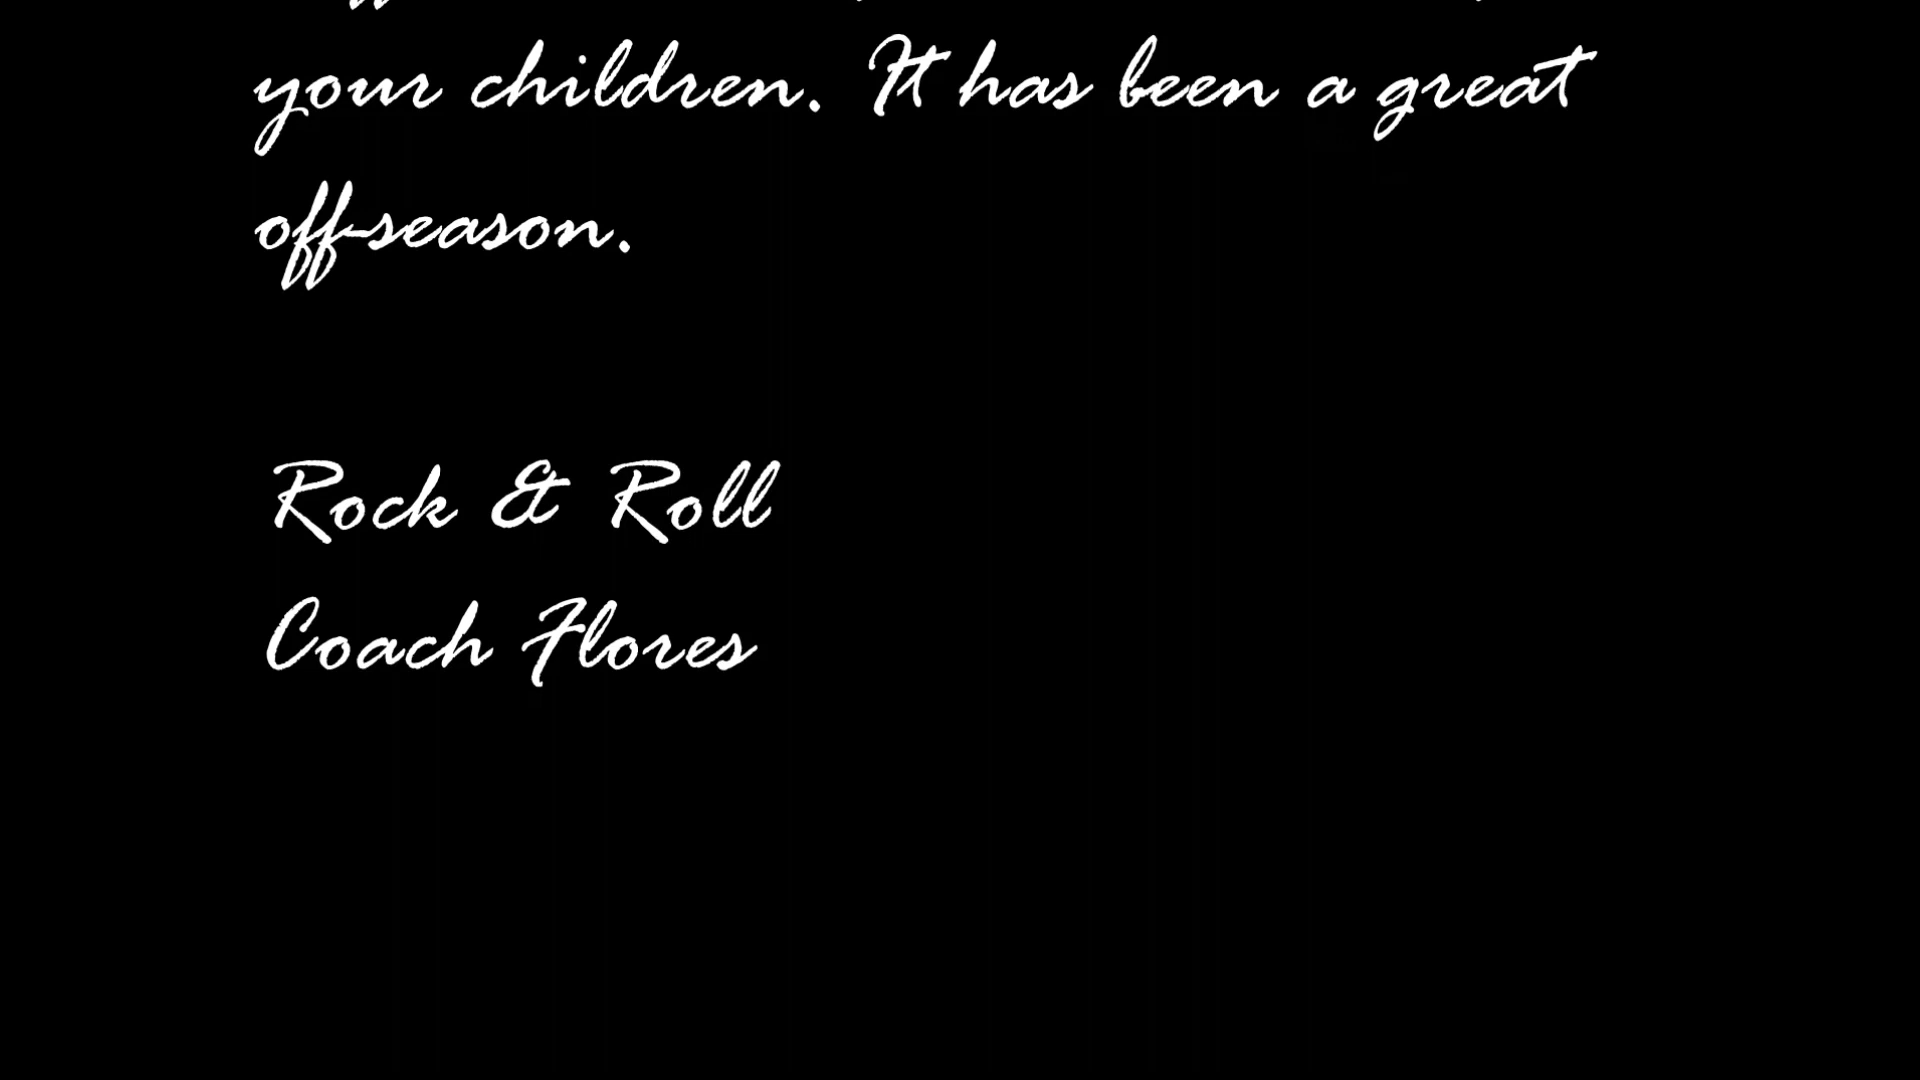 your children. It has been a great
off-season.
Rock & Roll
Coach Flores